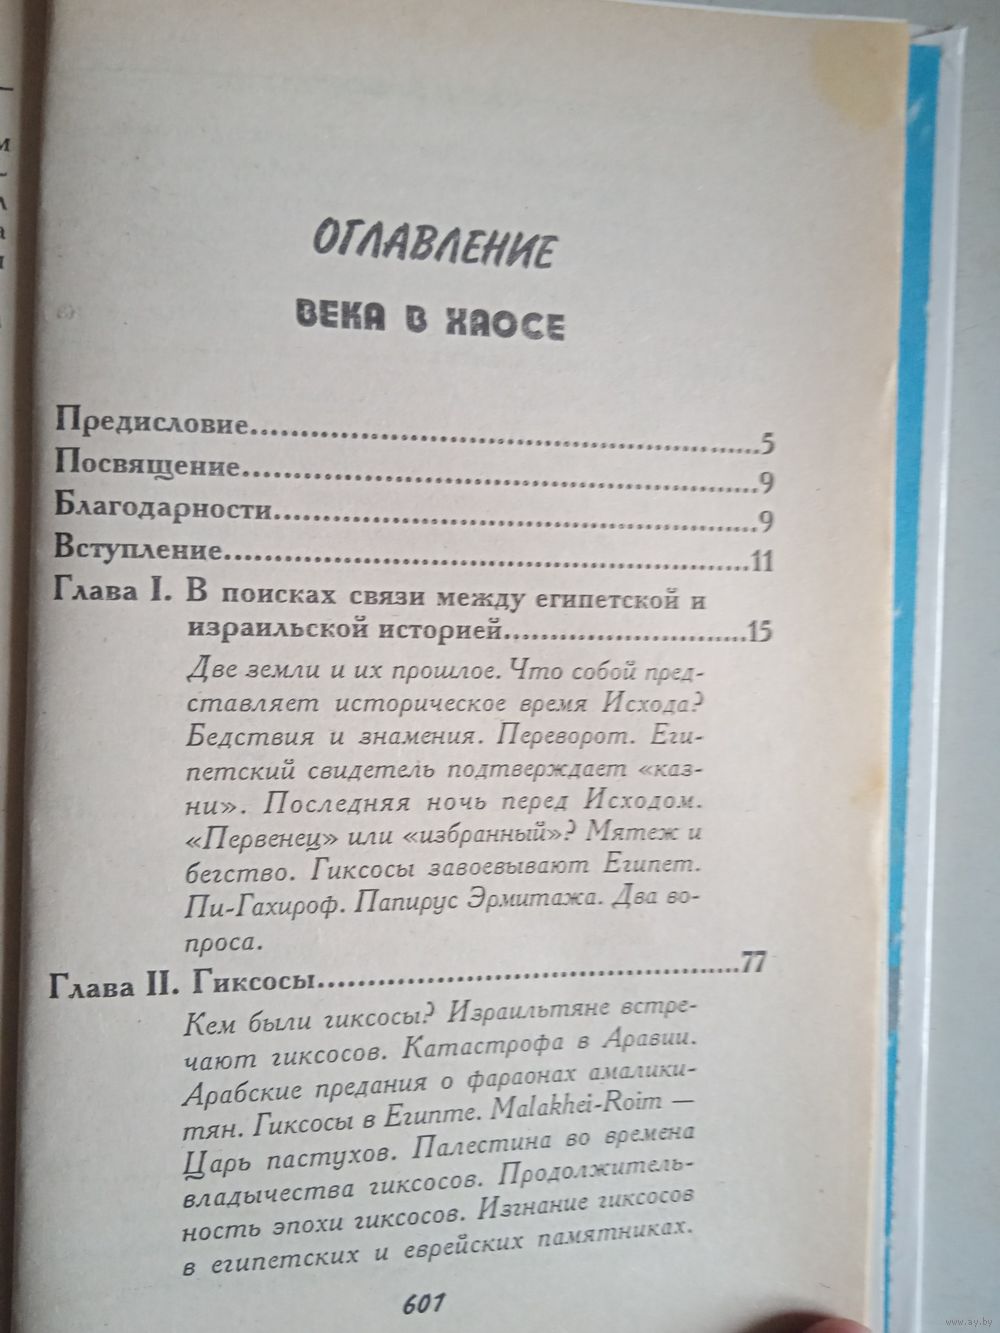 ОГЛАВЛЕНИЕ
ВЕКА В ХАОСЕ
Предисловие..........5
Посвящение..........9
Благодарности..........9
Вступление..........11
Глава I. В поисках связи между египетской и
израильской историей..........15
Две земли и их прошлое. Что собой пред-
ставляет историческое время Исхода?
Бедствия и знамения. Переворот. Еги-
петский свидетель подтверждает «каз-
ни». Последняя ночь перед Исходом.
«Первенец» или «избранный»? Мятеж и
бегство. Гиксосы завоевывают Египет.
Пи-Гахироф. Папирус Эрмитажа. Два во-
проса.
Глава II. Гиксосы..........77
Кем были гиксосы? Израильтяне встре-
чают гиксосов. Катастрофа в Аравии.
Арабские предания о фараонах амалики-
тян. Гиксосы в Египте. Malakhei-Roim —
Царь пастухов. Палестина во времена
владычества гиксосов. Продолжитель-
ность эпохи гиксосов. Изгнание гиксосов
в египетских и еврейских памятниках.
601
www.ay.by